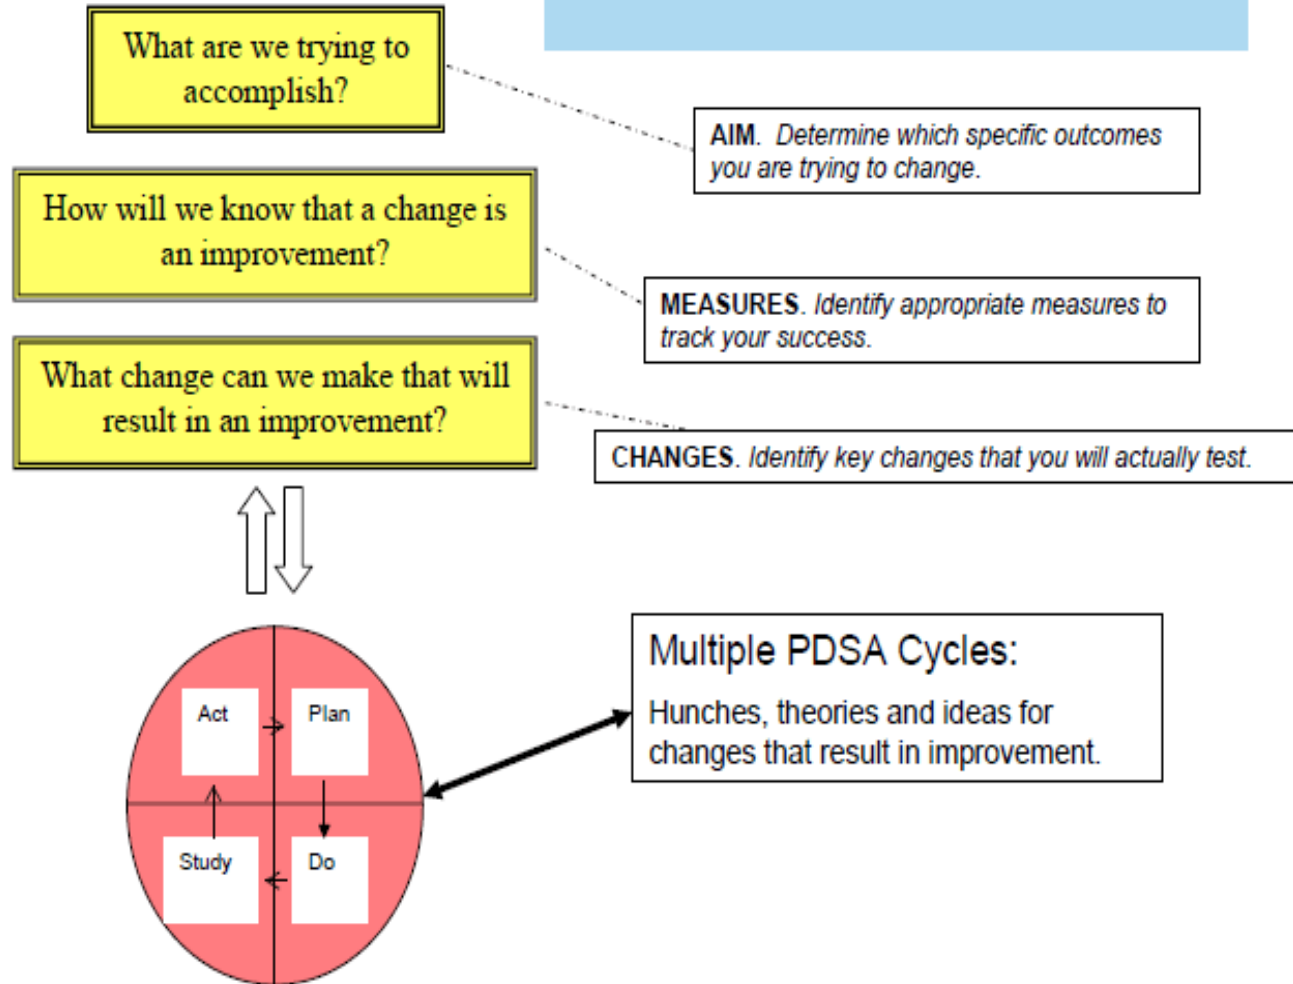 What are we trying to
accomplish?
AIM. Determine which specific outcomes
you are trying to change.
How will we know that a change is
an improvement?
MEASURES. Identify appropriate measures to
track your success.
What change can we make that will
result in an improvement?
CHANGES. Identify key changes that you will actually test.
Multiple PDSA Cycles:
Hunches, theories and ideas for
changes that result in improvement.
Act
Plan
Study
Do